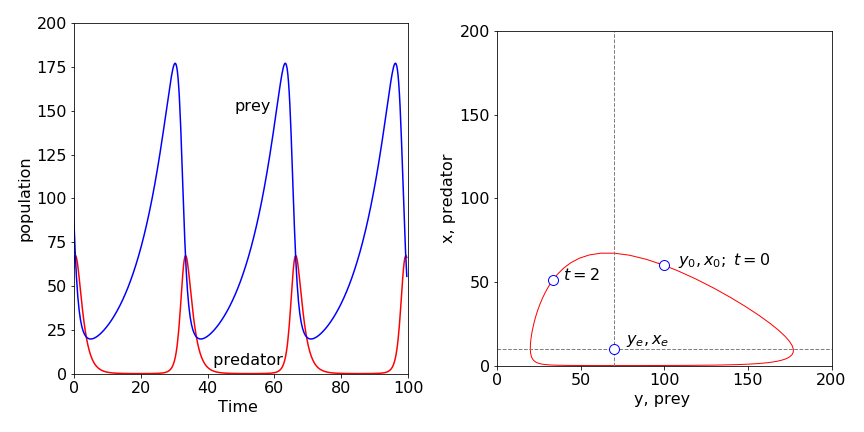 200
175
150
125
100
75
50
25
0
population
prey
predator
0 20 40 60 80 100
Time
200
150
100
50
0
x, predator
y₀, x₀; t = 0
t = 2
yₑ, xₑ
0 50 100 150 200
y, prey